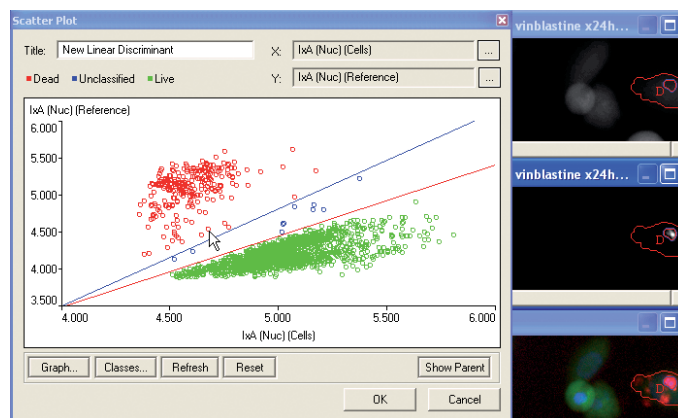 Scatter Plot
Title: New Linear Discriminant X: IxA (Nuc) (Cells) ...
Dead Unclassified Live Y: IxA (Nuc) (Reference) ...
IxA (Nuc) (Reference)
6.000
5.500
5.000
4.500
4.000
3.500
4.000 4.500 5.000 5.500 6.000
IxA (Nuc) (Cells)
Graph... Classes... Refresh Reset Show Parent
OK Cancel
vinblastine x24h...
D
vinblastine x24h...
D
D